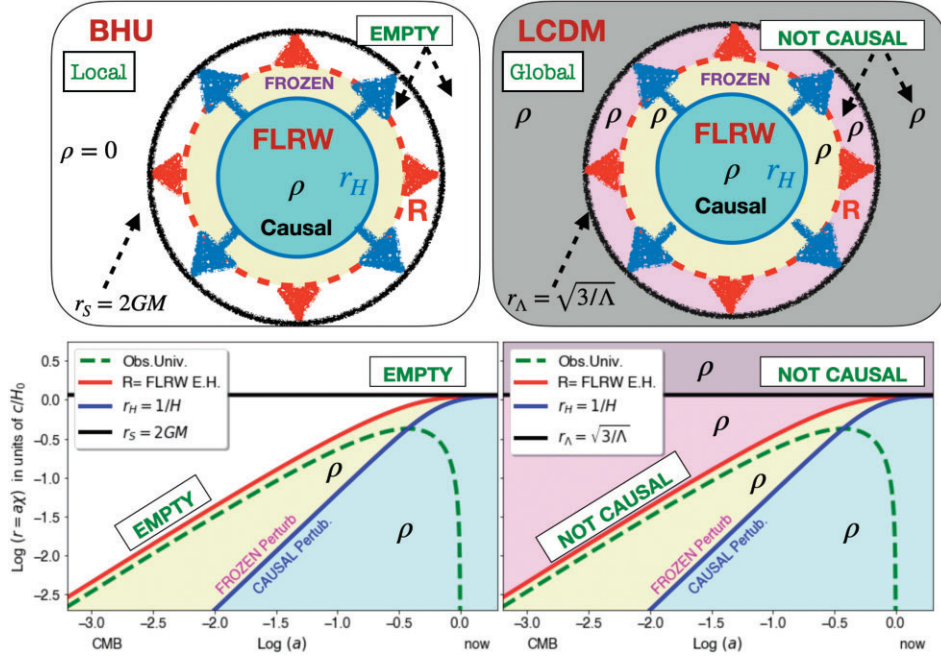 BHU
EMPTY
Local
FROZEN
FLRW
ρ = 0
ρ
r_H
Causal
R
r_S = 2GM
LCDM
NOT CAUSAL
Global
FROZEN
ρ
ρ
ρ
ρ
ρ
FLRW
ρ
r_H
ρ
Causal
R
r_Λ = √3/Λ
Log (r = aχ) in units of c/H₀
0.5
0.0
−0.5
−1.0
−1.5
−2.0
−2.5
Obs.Univ.
R= FLRW E.H.
r_H = 1/H
r_S = 2GM
EMPTY
EMPTY
ρ
ρ
FROZEN Perturb
CAUSAL Pertub.
−3.0 −2.5 −2.0 −1.5 −1.0 −0.5 0.0
CMB Log (a) now
Obs.Univ.
R= FLRW E.H.
r_H = 1/H
r_Λ = √3/Λ
ρ
NOT CAUSAL
ρ
NOT CAUSAL
ρ
ρ
FROZEN Perturb
CAUSAL Pertub.
−3.0 −2.5 −2.0 −1.5 −1.0 −0.5 0.0
CMB Log (a) now